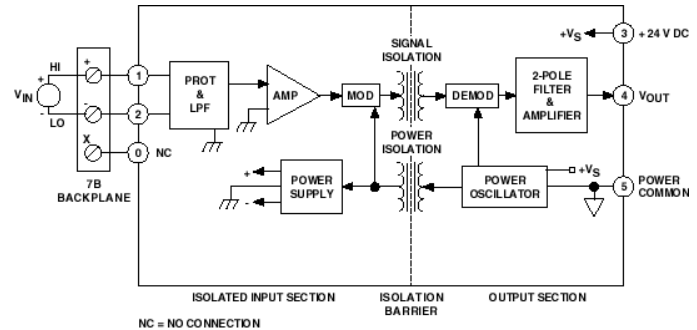 SIGNAL
ISOLATION
+VS
3
+ 24 V DC
HI
+
1
PROT
&
LPF
AMP
MOD
DEMOD
2-POLE
FILTER
&
AMPLIFIER
4
VOUT
+
VIN
-
LO
-
2
X
0
NC
POWER
ISOLATION
7B
BACKPLANE
+
-
POWER
SUPPLY
POWER
OSCILLATOR
+VS
5
POWER
COMMON
ISOLATED INPUT SECTION
ISOLATION
BARRIER
OUTPUT SECTION
NC = NO CONNECTION